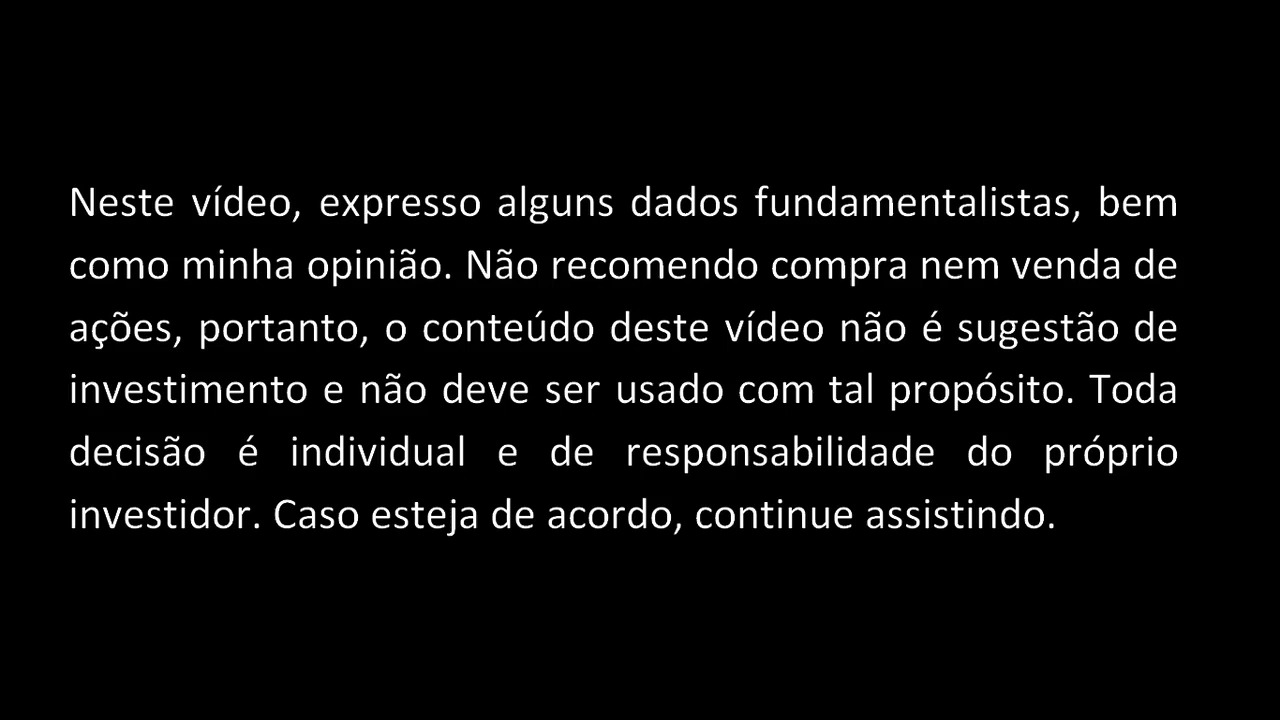 Neste vídeo, expresso alguns dados fundamentalistas, bem
como minha opinião. Não recomendo compra nem venda de
ações, portanto, o conteúdo deste vídeo não é sugestão de
investimento e não deve ser usado com tal propósito. Toda
decisão é individual e de responsabilidade do próprio
investidor. Caso esteja de acordo, continue assistindo.